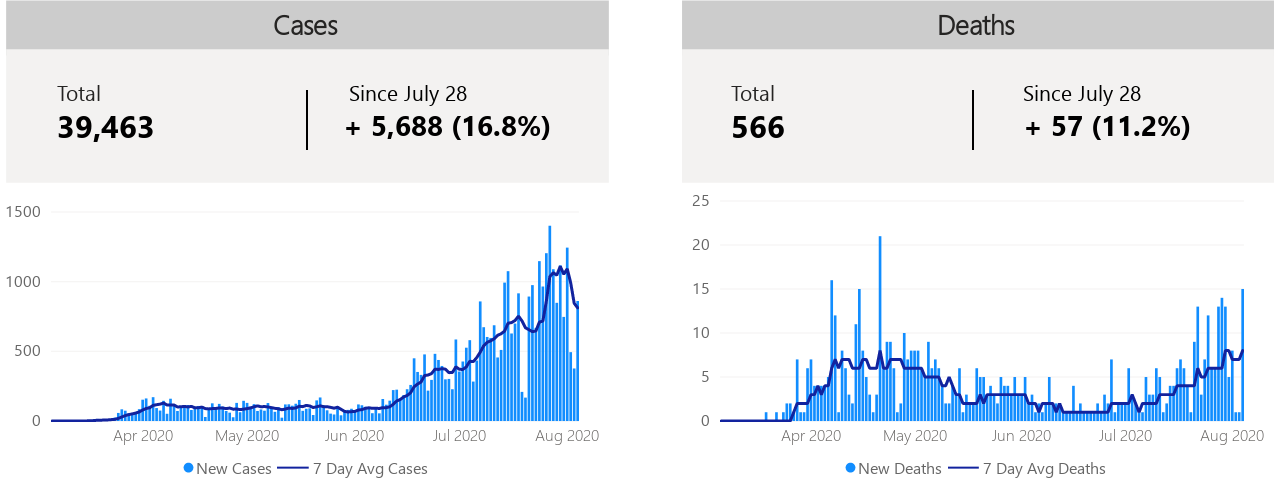 Cases
Total
39,463
Since July 28
+ 5,688 (16.8%)
1500
1000
500
0
Apr 2020 May 2020 Jun 2020 Jul 2020 Aug 2020
New Cases 7 Day Avg Cases
Deaths
Total
566
Since July 28
+ 57 (11.2%)
25
20
15
10
5
0
Apr 2020 May 2020 Jun 2020 Jul 2020 Aug 2020
New Deaths 7 Day Avg Deaths